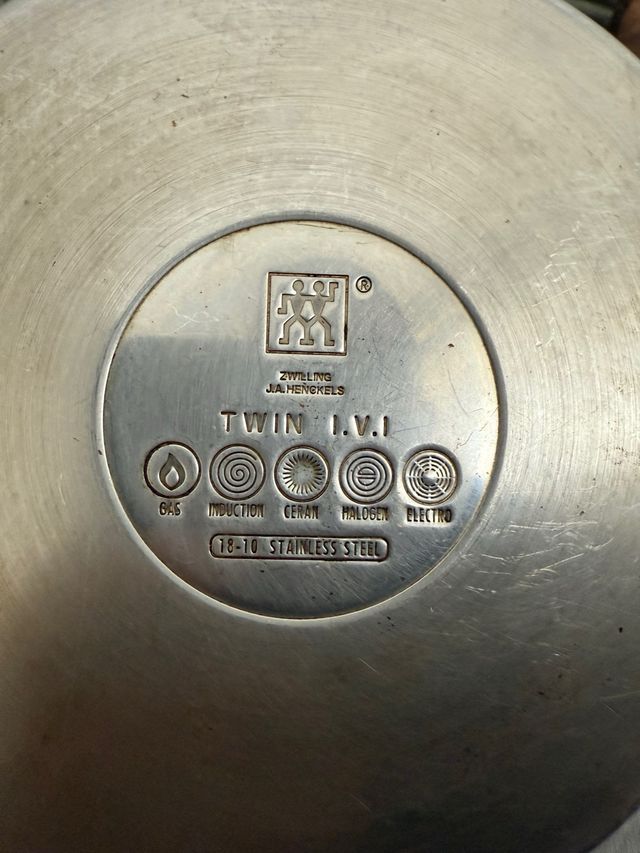 ®
ZWILLING
J.A.HENCKELS
TWIN I.V.I
GAS INDUCTION CERAN HALOGEN ELECTRO
18-10 STAINLESS STEEL